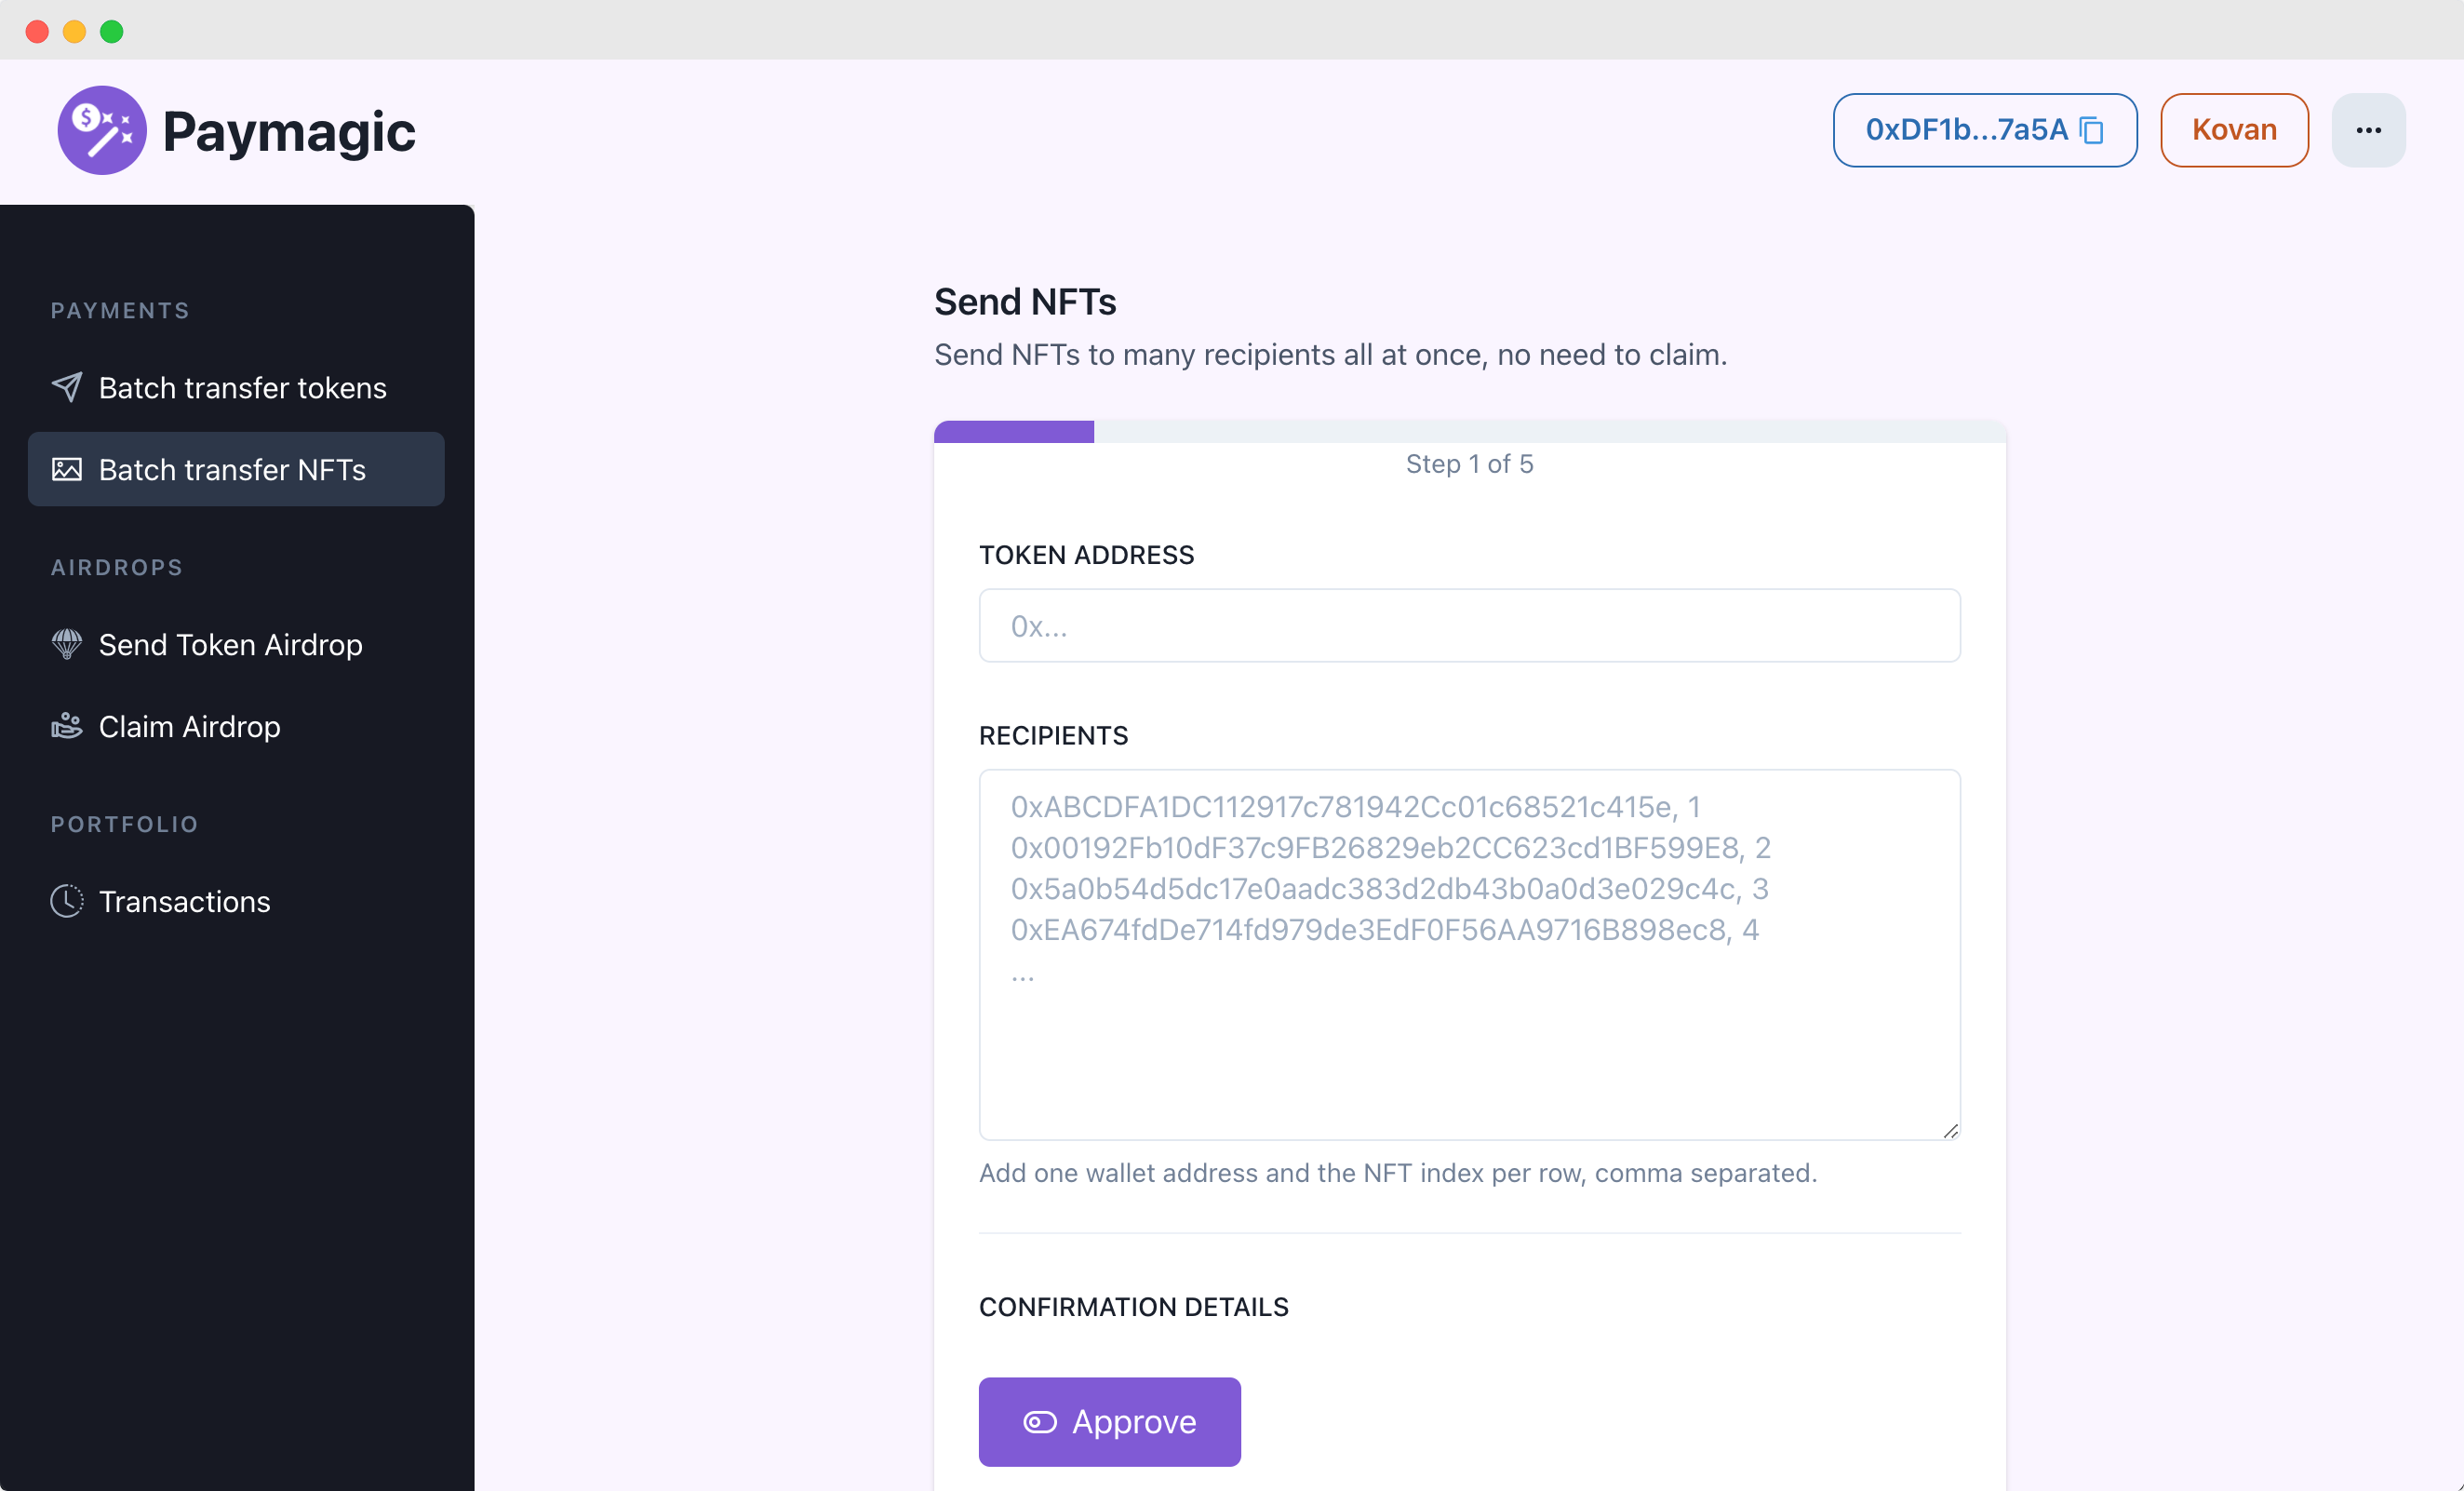 Paymagic
0xDF1b...7a5A
Kovan
PAYMENTS
Batch transfer tokens
Batch transfer NFTs
AIRDROPS
Send Token Airdrop
Claim Airdrop
PORTFOLIO
Transactions
Send NFTs
Send NFTs to many recipients all at once, no need to claim.
Step 1 of 5
TOKEN ADDRESS
0x...
RECIPIENTS
0xABCDFA1DC112917c781942Cc01c68521c415e, 1
0x00192Fb10dF37c9FB26829eb2CC623cd1BF599E8, 2
0x5a0b54d5dc17e0aadc383d2db43b0a0d3e029c4c, 3
0xEA674fdDe714fd979de3EdF0F56AA9716B898ec8, 4
...
Add one wallet address and the NFT index per row, comma separated.
CONFIRMATION DETAILS
Approve